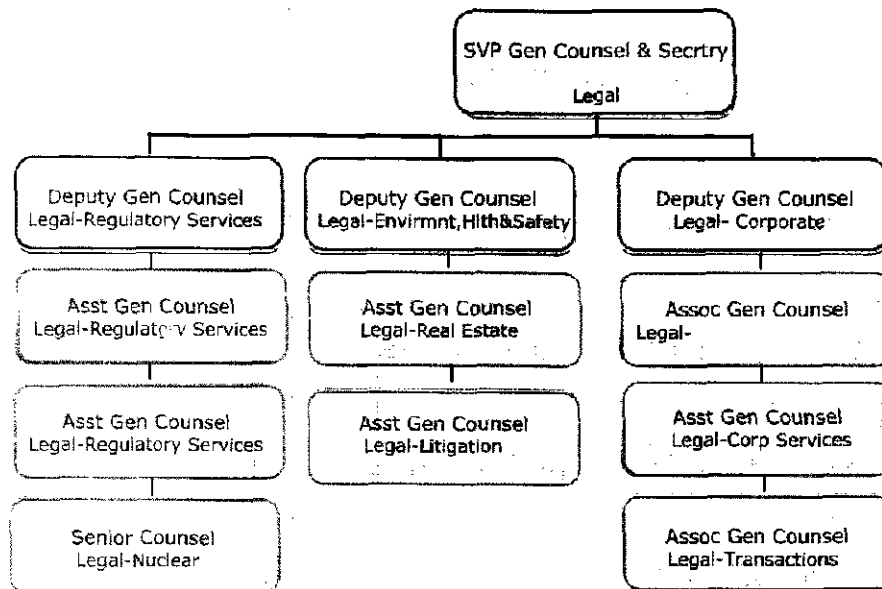 SVP Gen Counsel & Secrtry
Legal
Deputy Gen Counsel
Legal-Regulatory Services
Deputy Gen Counsel
Legal-Envirmnt,Hlth&Safety
Deputy Gen Counsel
Legal- Corporate
Asst Gen Counsel
Legal-Regulatory Services
Asst Gen Counsel
Legal-Real Estate
Assoc Gen Counsel
Legal-
Asst Gen Counsel
Legal-Regulatory Services
Asst Gen Counsel
Legal-Litigation
Asst Gen Counsel
Legal-Corp Services
Senior Counsel
Legal-Nuclear
Assoc Gen Counsel
Legal-Transactions